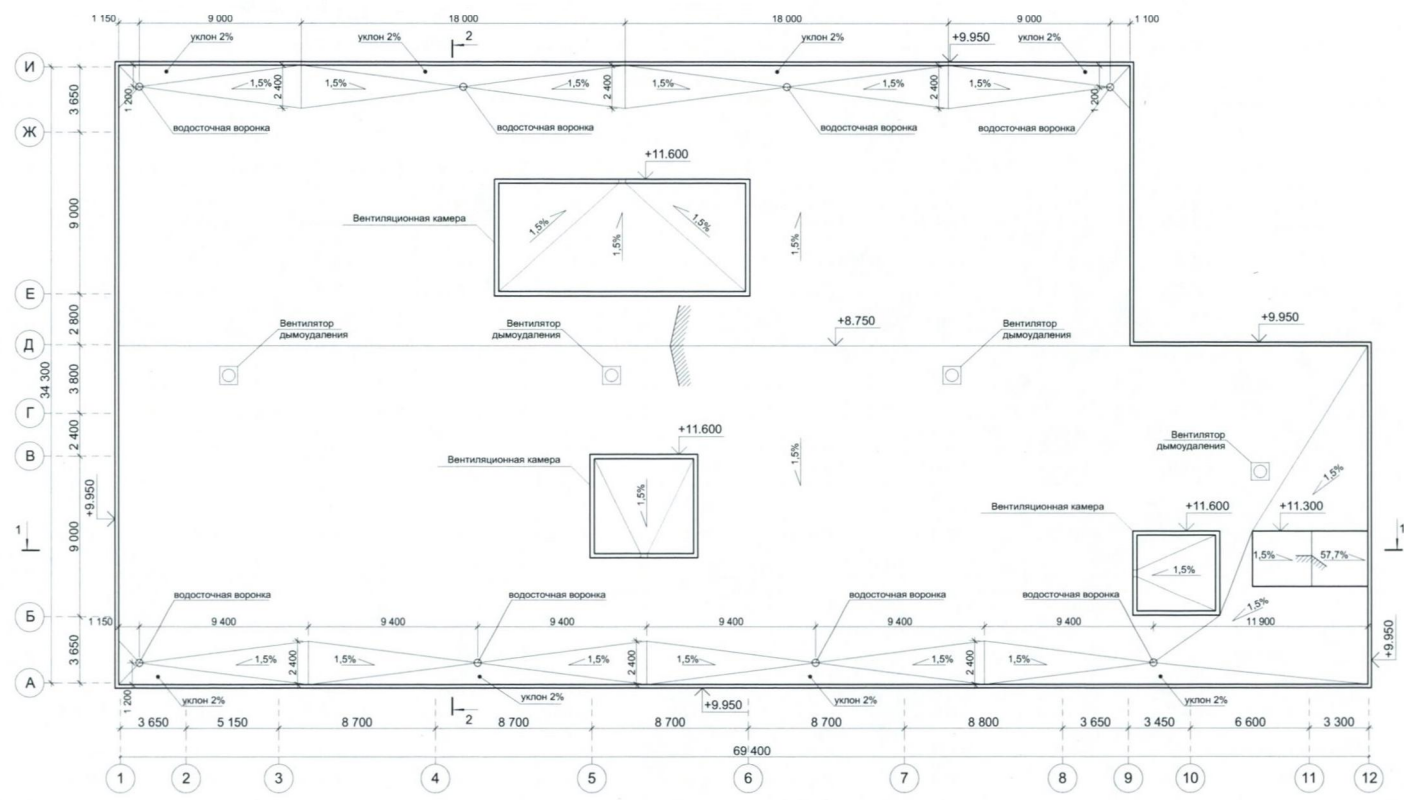 1 150
9 000
18 000
18 000
9 000
1 100
уклон 2%
уклон 2%
2
уклон 2%
+9.950
уклон 2%
И
3 650
1 200
1,5%
2 400
1,5%
1,5%
2 400
1,5%
1,5%
2 400
1,5%
1 200
водосточная воронка
водосточная воронка
водосточная воронка
водосточная воронка
Ж
+11.600
9 000
Вентиляционная камера
1,5%
1,5%
1,5%
1,5%
Е
2 800
Вентилятор
дымоудаления
Вентилятор
дымоудаления
+8.750
Вентилятор
дымоудаления
+9.950
Д
34 300
3 800
Г
2 400
+11.600
Вентилятор
дымоудаления
В
Вентиляционная камера
1,5%
1,5%
1,5%
+9.950
9 000
Вентиляционная камера
+11.600
+11.300
1
1
1,5%
57,7%
1,5%
водосточная воронка
водосточная воронка
водосточная воронка
водосточная воронка
1,5%
Б
1 150
9 400
9 400
9 400
9 400
9 400
9 400
11 900
3 650
1,5%
2 400
1,5%
1,5%
2 400
1,5%
1,5%
2 400
1,5%
+9.950
А
1 200
уклон 2%
уклон 2%
уклон 2%
уклон 2%
2
+9.950
3 650
5 150
8 700
8 700
8 700
8 700
8 800
3 650
3 450
6 600
3 300
69 400
1
2
3
4
5
6
7
8
9
10
11
12